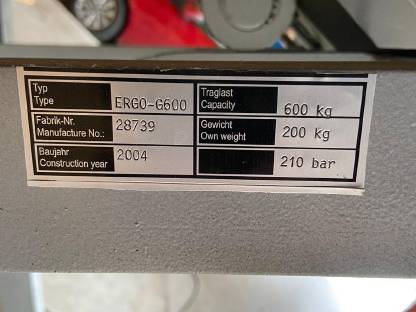 Typ
Type ERGO-G600
Traglast
Capacity 600 kg
Fabrik-Nr. 28739
Manufacture No.:
Gewicht 200 kg
Own weight
Baujahr 2004
Construction year
210 bar